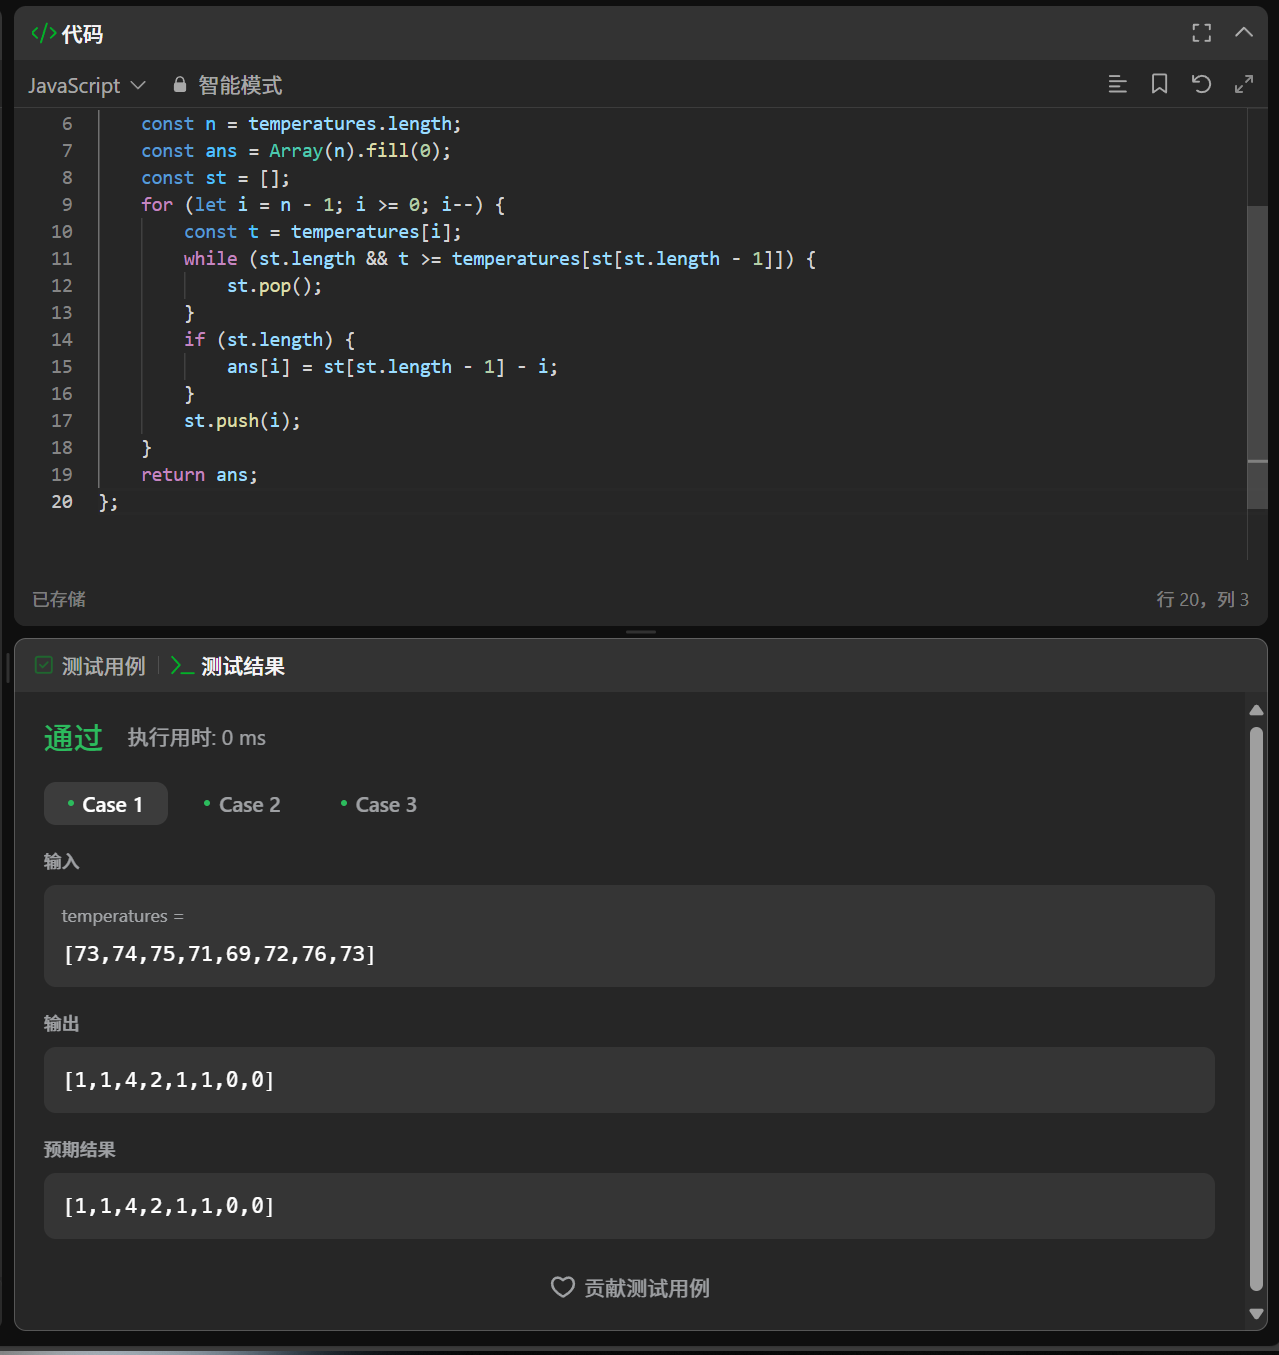 </> 代码
JavaScript 智能模式
6 const n = temperatures.length;
7 const ans = Array(n).fill(0);
8 const st = [];
9 for (let i = n - 1; i >= 0; i--) {
10 const t = temperatures[i];
11 while (st.length && t >= temperatures[st[st.length - 1]]) {
12 st.pop();
13 }
14 if (st.length) {
15 ans[i] = st[st.length - 1] - i;
16 }
17 st.push(i);
18 }
19 return ans;
20 };
已存储 行 20，列 3
测试用例 >_ 测试结果
通过 执行用时: 0 ms
Case 1 Case 2 Case 3
输入
temperatures =
[73,74,75,71,69,72,76,73]
输出
[1,1,4,2,1,1,0,0]
预期结果
[1,1,4,2,1,1,0,0]
贡献测试用例